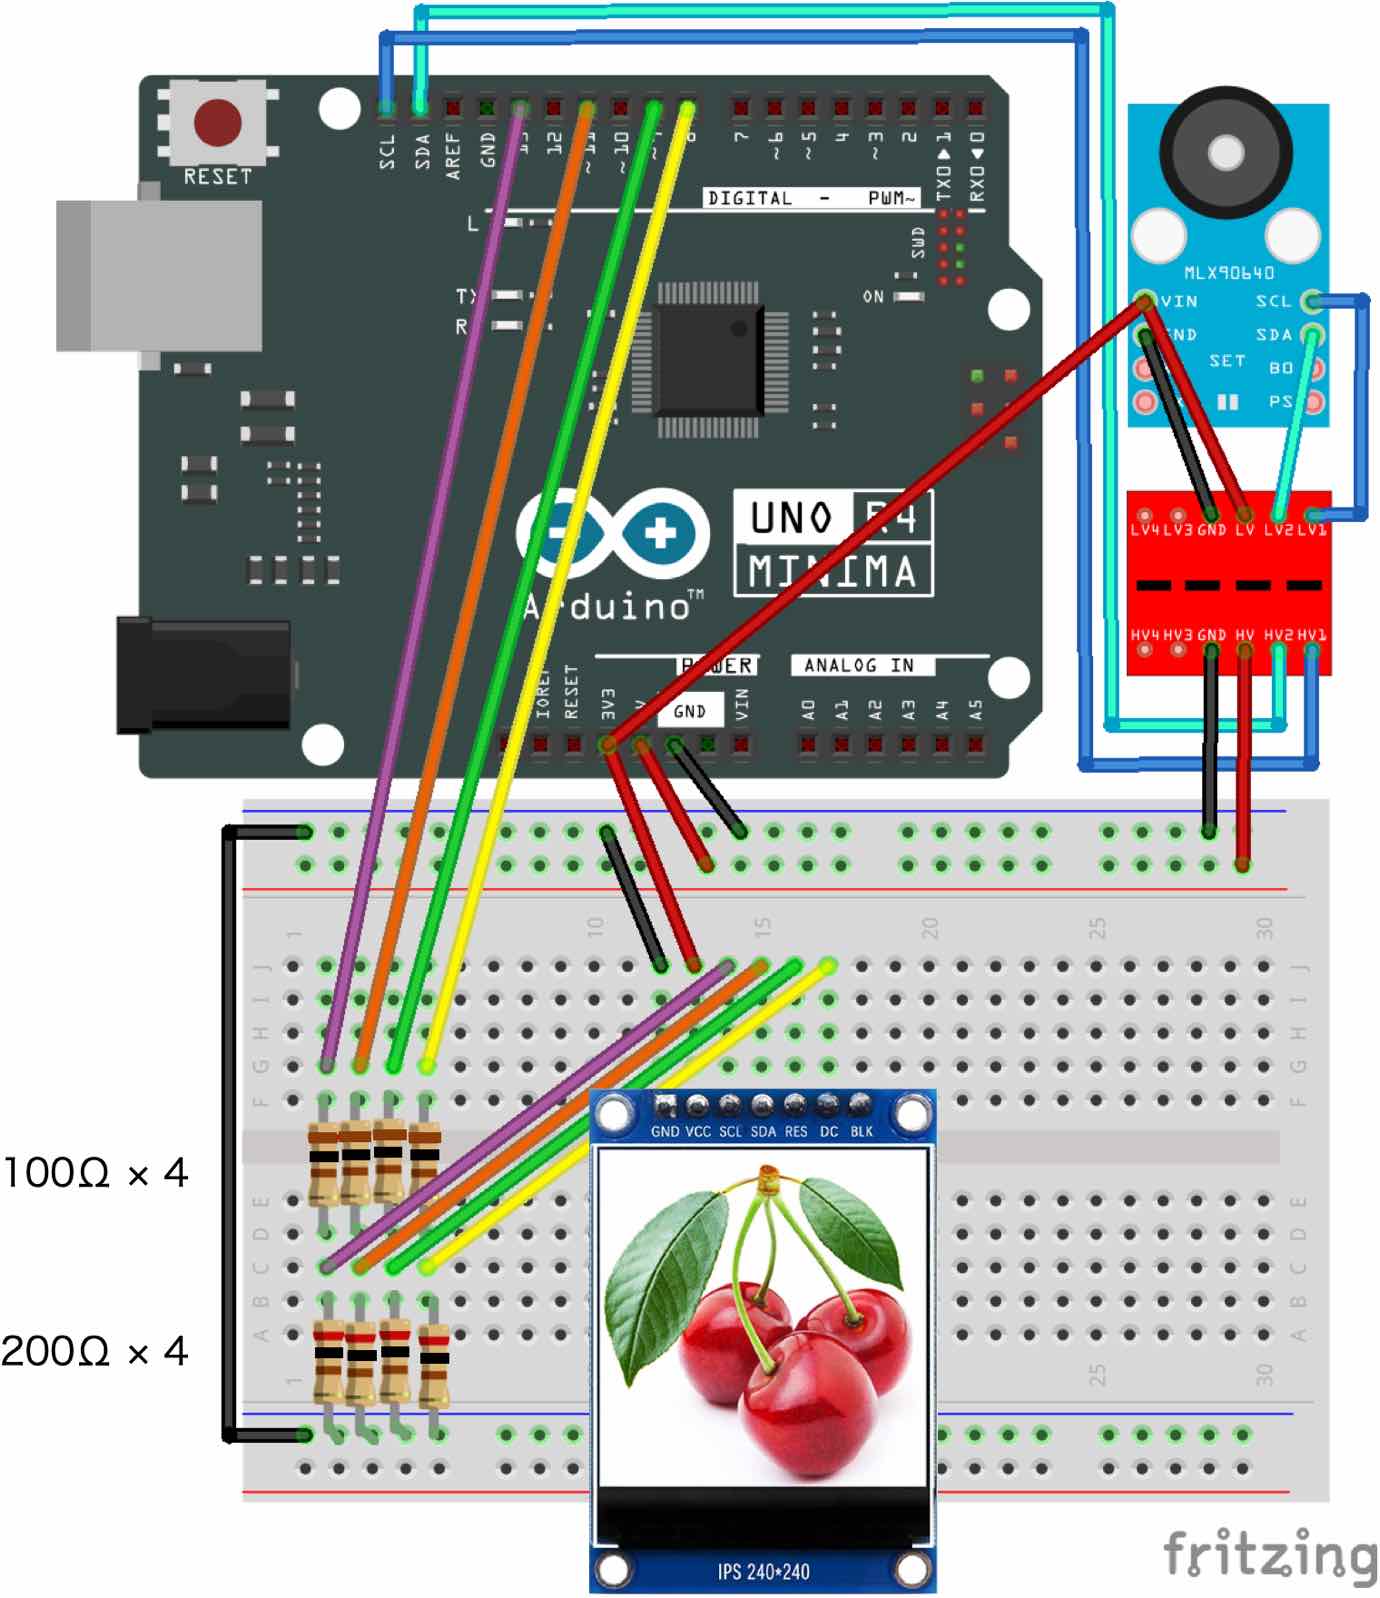 RESET
SCL SDA AREF GND 13 12 ~11 ~10 ~9 8 7 ~6 ~5 4 ~3 2 TX0▶1 RX0◀0
DIGITAL - PWM~
L
SWD
ON
MLX90640
VIN SCL
GND SDA
SET
BO
PS
UNO R4
MINIMA
Arduino™
LV4 LV3 GND LV LV2 LV1
HV4 HV3 GND HV HV2 HV1
POWER
ANALOG IN
IOREF RESET 3V3 GND VIN A0 A1 A2 A3 A4 A5
1 10 15 20 25 30
J J
I I
H H
G G
F F
GND VCC SCL SDA RES DC BLK
100Ω × 4
E E
D D
C C
B B
A A
200Ω × 4
1 25 30
IPS 240*240
fritzing